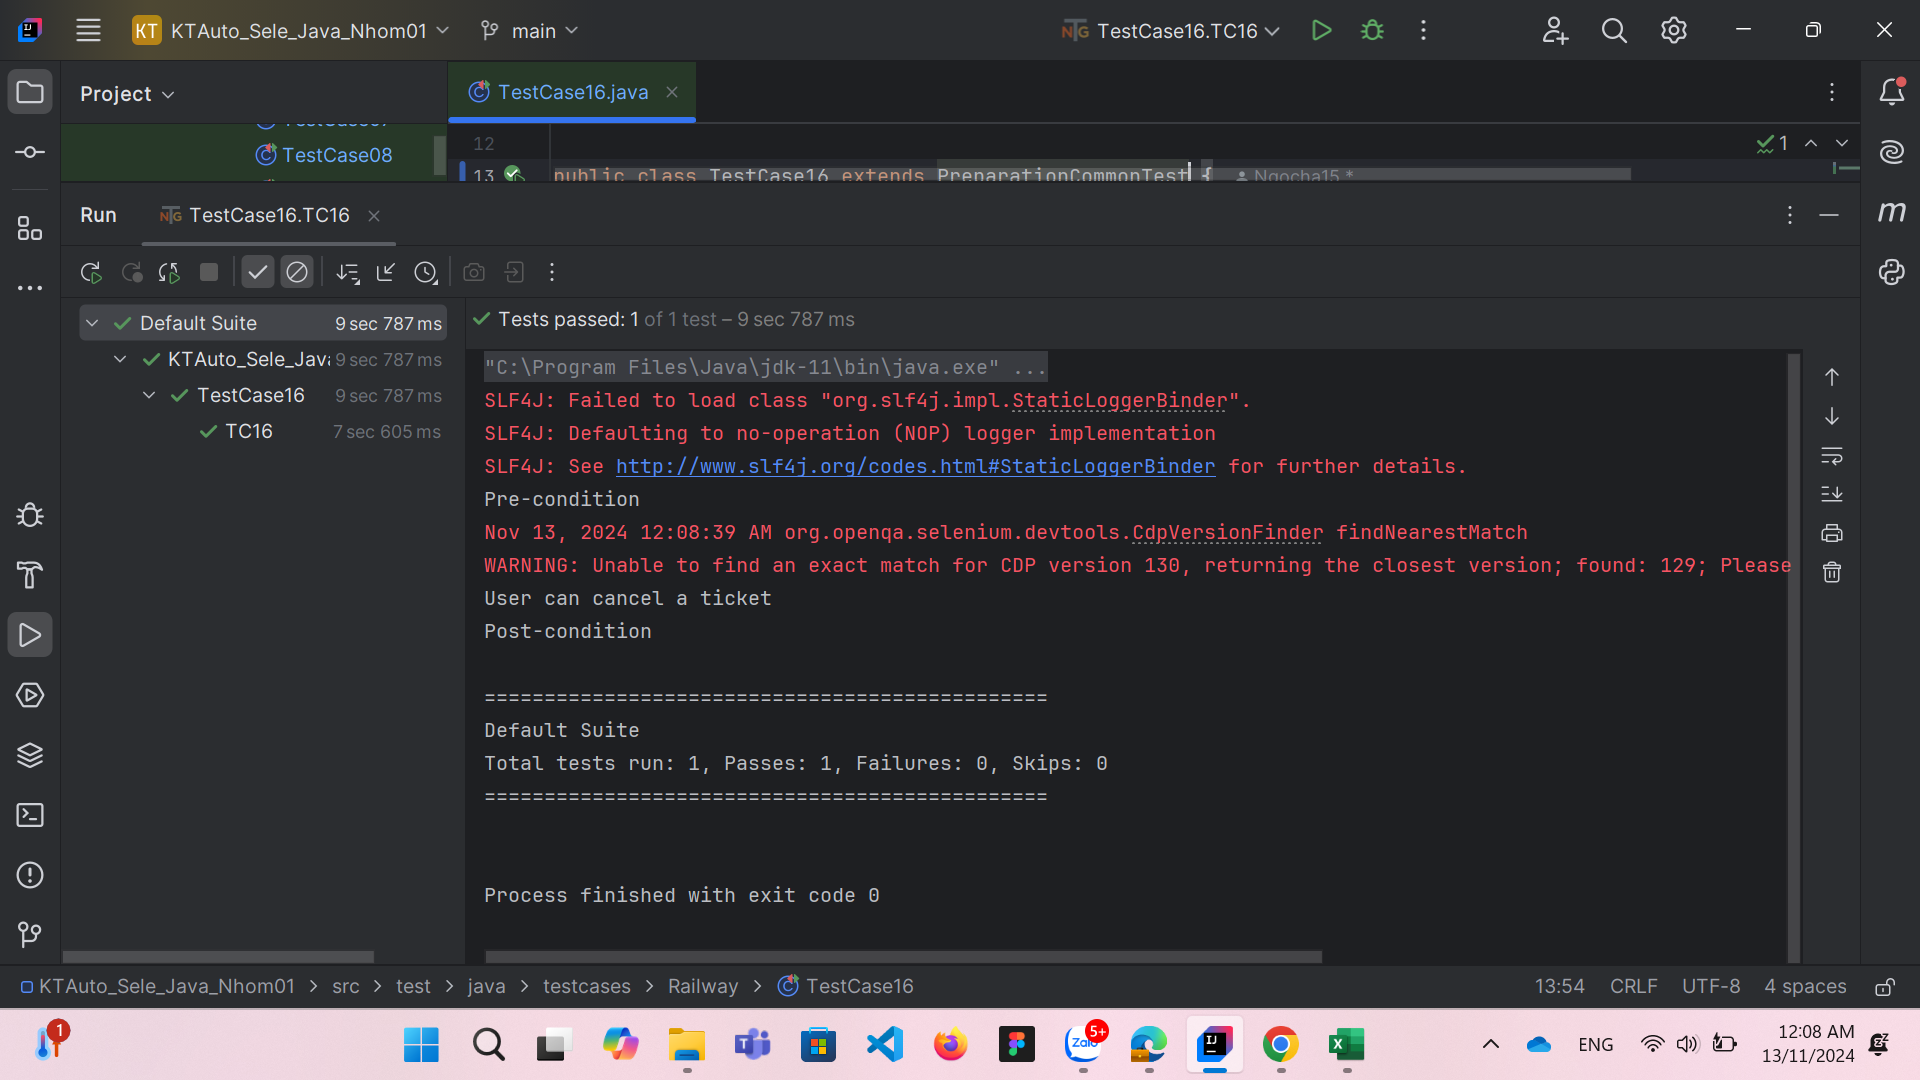 KT KTAuto_Sele_Java_Nhom01 main TestCase16.TC16
Project
TestCase16.java
TestCase07
TestCase08
12
1
13 public class TestCase16 extends PreparationCommonTest { Ngocha15 *
Run TestCase16.TC16
Default Suite 9 sec 787 ms
KTAuto_Sele_Java 9 sec 787 ms
TestCase16 9 sec 787 ms
TC16 7 sec 605 ms
Tests passed: 1 of 1 test – 9 sec 787 ms
"C:\Program Files\Java\jdk-11\bin\java.exe" ...
SLF4J: Failed to load class "org.slf4j.impl.StaticLoggerBinder".
SLF4J: Defaulting to no-operation (NOP) logger implementation
SLF4J: See http://www.slf4j.org/codes.html#StaticLoggerBinder for further details.
Pre-condition
Nov 13, 2024 12:08:39 AM org.openqa.selenium.devtools.CdpVersionFinder findNearestMatch
WARNING: Unable to find an exact match for CDP version 130, returning the closest version; found: 129; Please
User can cancel a ticket
Post-condition
===============================================
Default Suite
Total tests run: 1, Passes: 1, Failures: 0, Skips: 0
===============================================
Process finished with exit code 0
KTAuto_Sele_Java_Nhom01 > src > test > java > testcases > Railway > TestCase16
13:54 CRLF UTF-8 4 spaces
1
Zalo 5+
ENG
12:08 AM
13/11/2024